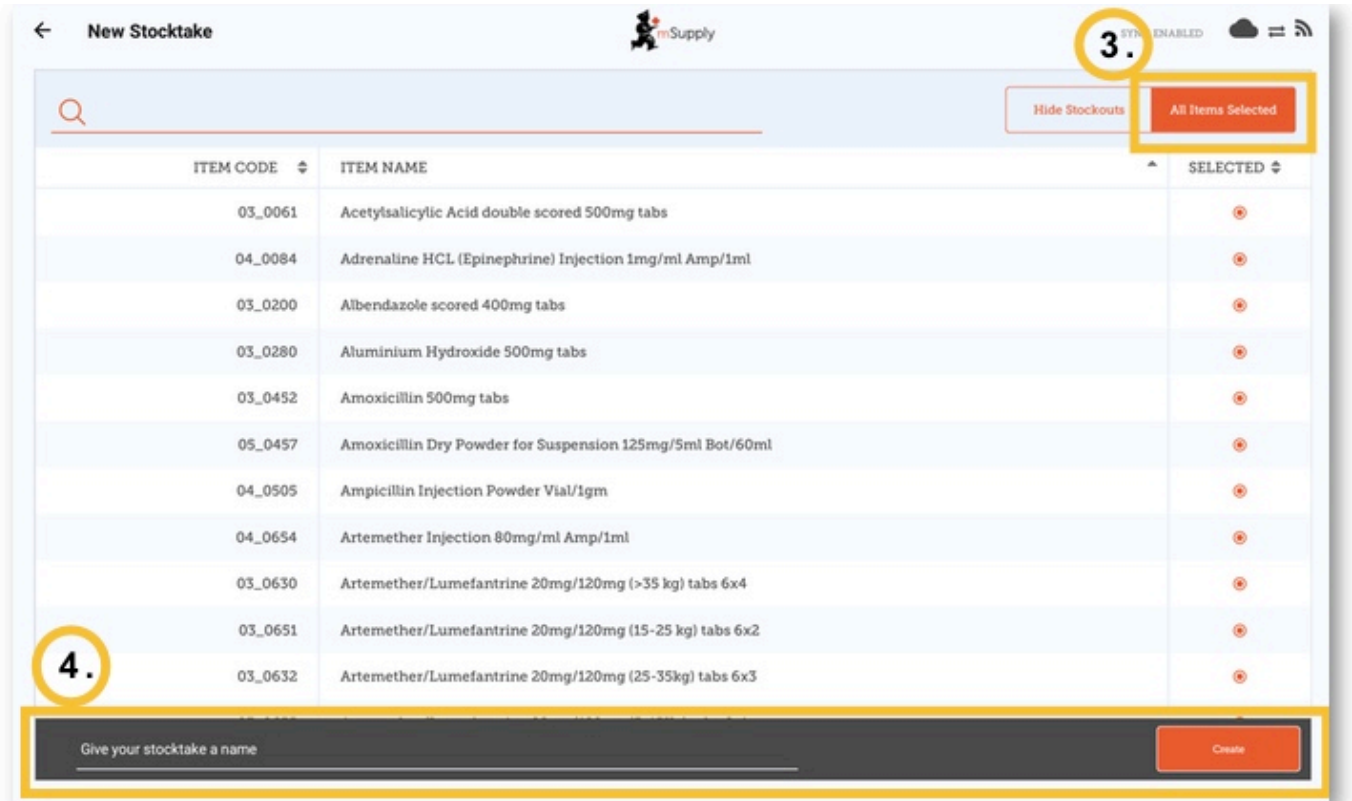 New Stocktake
mSupply
3.
ENABLED
Hide Stockouts
All Items Selected
ITEM CODE ITEM NAME SELECTED
03_0061 Acetylsalicylic Acid double scored 500mg tabs
04_0084 Adrenaline HCL (Epinephrine) Injection 1mg/ml Amp/1ml
03_0200 Albendazole scored 400mg tabs
03_0280 Aluminium Hydroxide 500mg tabs
03_0452 Amoxicillin 500mg tabs
05_0457 Amoxicillin Dry Powder for Suspension 125mg/5ml Bot/60ml
04_0505 Ampicillin Injection Powder Vial/1gm
04_0654 Artemether Injection 80mg/ml Amp/1ml
03_0630 Artemether/Lumefantrine 20mg/120mg (>35 kg) tabs 6x4
03_0651 Artemether/Lumefantrine 20mg/120mg (15-25 kg) tabs 6x2
4.
03_0632 Artemether/Lumefantrine 20mg/120mg (25-35kg) tabs 6x3
Give your stocktake a name
Create